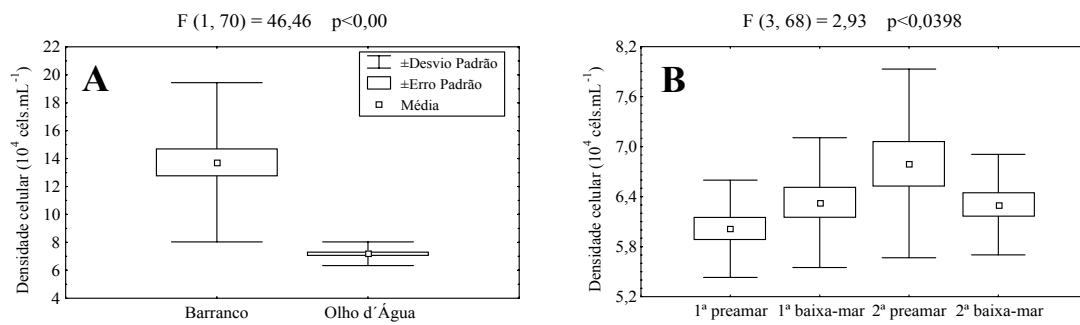 F (1, 70) = 46,46 p<0,00
A
±Desvio Padrão
±Erro Padrão
Média
Densidade celular (10⁴ céls.mL⁻¹)
22
20
18
16
14
12
10
8
6
4
Barranco Olho d´Água
F (3, 68) = 2,93 p<0,0398
B
Densidade celular (10⁴ céls.mL⁻¹)
8,2
7,6
7,0
6,4
5,8
5,2
1ª preamar 1ª baixa-mar 2ª preamar 2ª baixa-mar